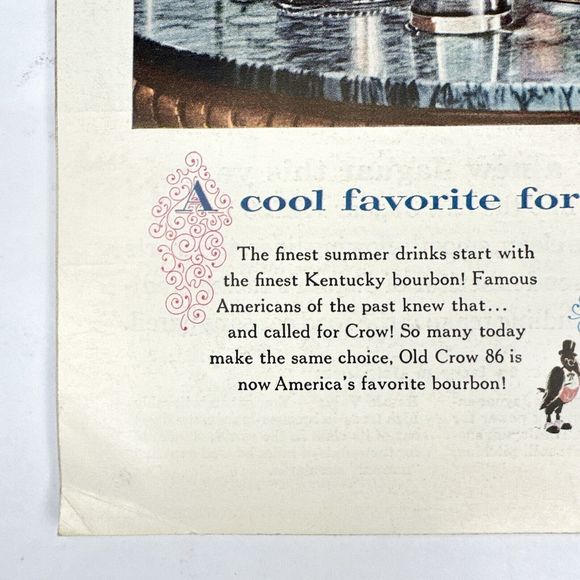 A cool favorite for
The finest summer drinks start with
the finest Kentucky bourbon! Famous
Americans of the past knew that...
and called for Crow! So many today
make the same choice, Old Crow 86 is
now America's favorite bourbon!